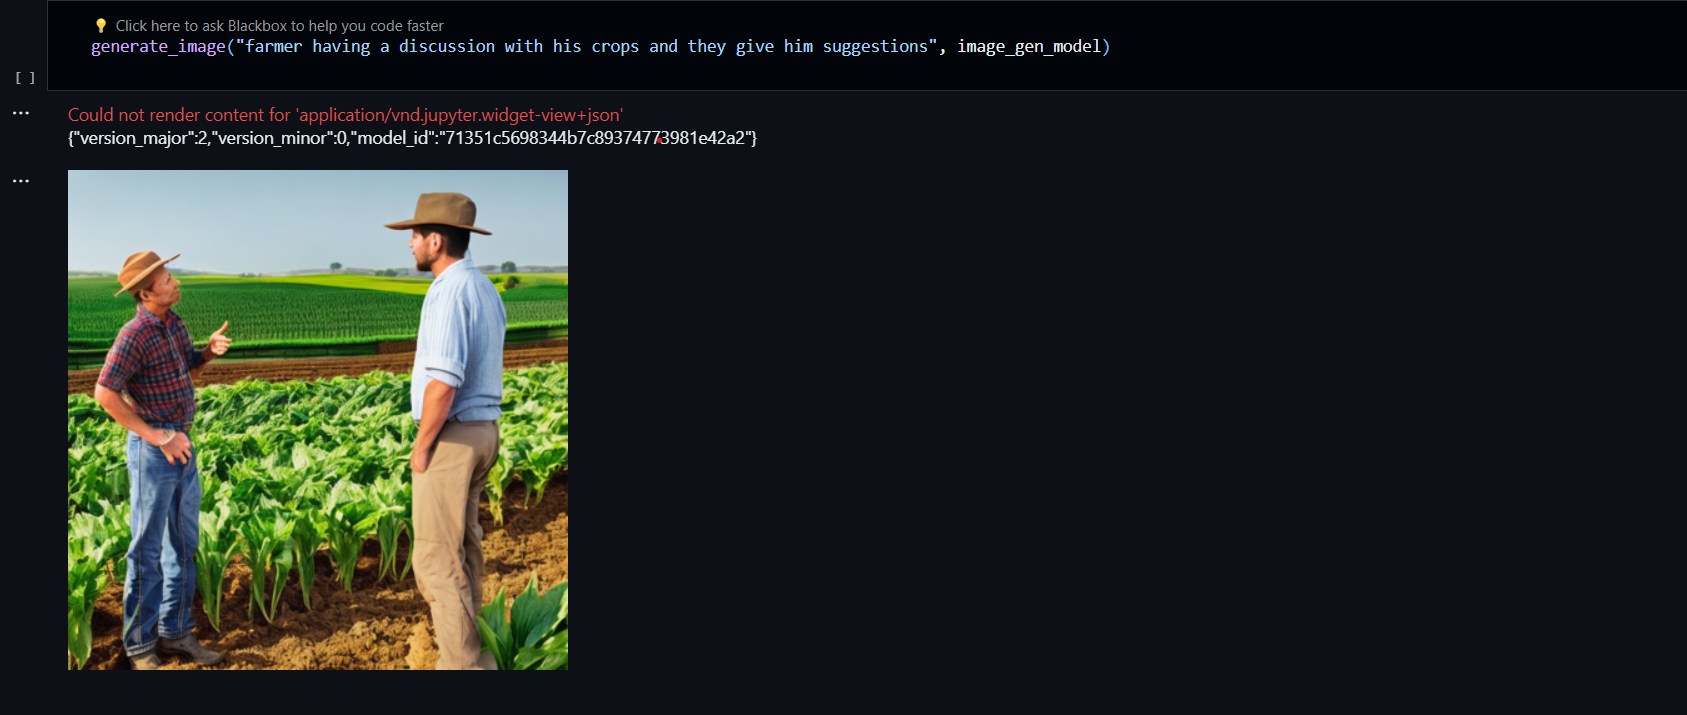 💡 Click here to ask Blackbox to help you code faster
generate_image("farmer having a discussion with his crops and they give him suggestions", image_gen_model)
[ ]
Could not render content for 'application/vnd.jupyter.widget-view+json'
{"version_major":2,"version_minor":0,"model_id":"71351c5698344b7c89374773981e42a2"}